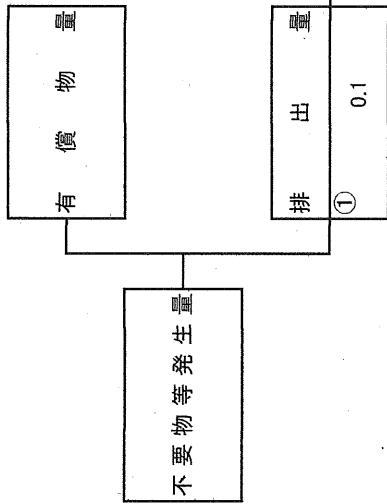 不要物等発生量
有償物量
排出量
①
0.1